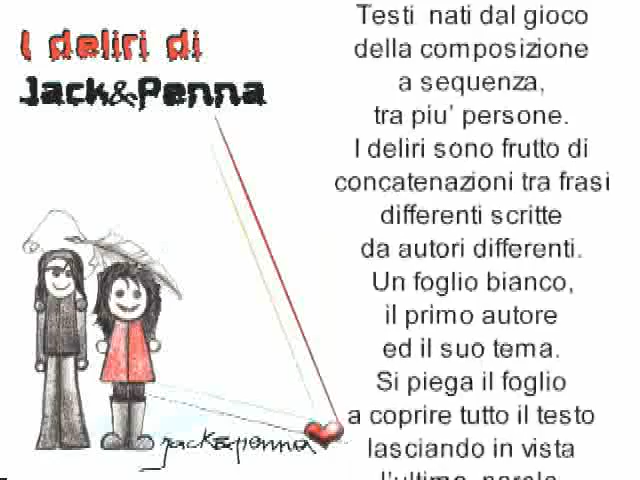 I deliri di
Jack&Penna
Testi nati dal gioco
della composizione
a sequenza,
tra piu' persone.
I deliri sono frutto di
concatenazioni tra frasi
differenti scritte
da autori differenti.
Un foglio bianco,
il primo autore
ed il suo tema.
Si piega il foglio
a coprire tutto il testo
lasciando in vista
l'ultima parola
jack&penna